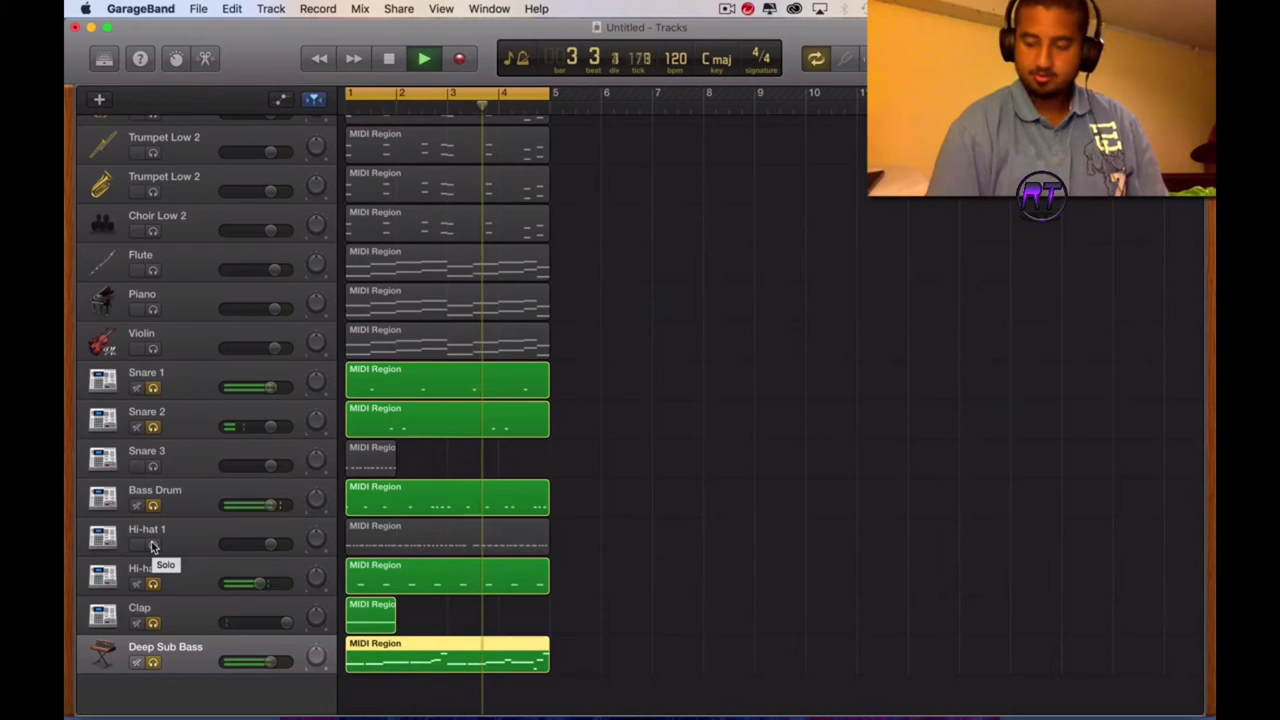 GarageBand File Edit Track Record Mix Share View Window Help
Untitled - Tracks
3 3 1 178 120 C maj 4/4
bar beat div tick bpm key signature
1 2 3 4 5 6 7 8 9 10
Trumpet Low 2 MIDI Region
Trumpet Low 2 MIDI Region
Choir Low 2 MIDI Region
Flute MIDI Region
Piano MIDI Region
Violin MIDI Region
Snare 1 MIDI Region
Snare 2 MIDI Region
Snare 3 MIDI Regio
Bass Drum MIDI Region
Hi-hat 1 MIDI Region
Solo
Hi-ha MIDI Region
Clap MIDI Regio
Deep Sub Bass MIDI Region
RT